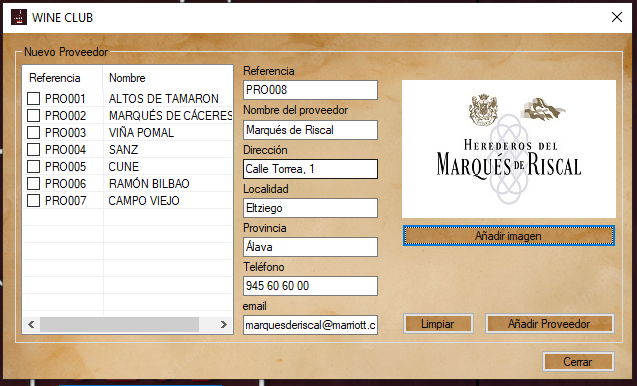 WINE CLUB
Nuevo Proveedor
Referencia Nombre
PRO001 ALTOS DE TAMARON
PRO002 MARQUÉS DE CÁCERES
PRO003 VIÑA POMAL
PRO004 SANZ
PRO005 CUNE
PRO006 RAMÓN BILBAO
PRO007 CAMPO VIEJO
Referencia
PRO008
Nombre del proveedor
Marqués de Riscal
Dirección
Calle Torrea, 1
Localidad
Eltziego
Provincia
Álava
Teléfono
945 60 60 00
email
marquesderiscal@marriott.c
HEREDEROS DEL
MARQUÉS DE RISCAL
Añadir imagen
Limpiar
Añadir Proveedor
Cerrar